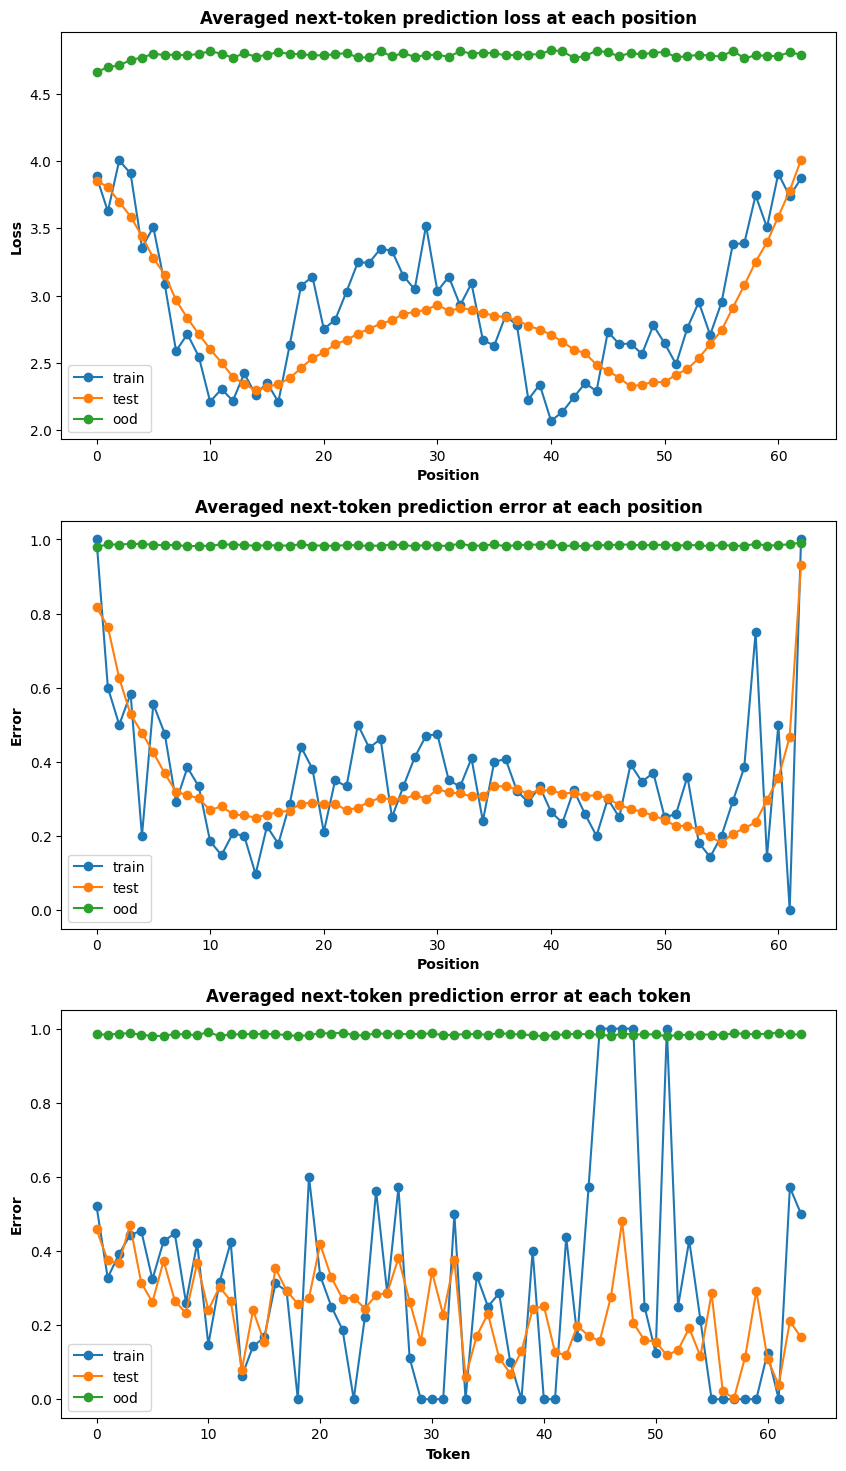 Averaged next-token prediction loss at each position
Loss
4.5
4.0
3.5
3.0
2.5
2.0
train
test
ood
0 10 20 30 40 50 60
Position
Averaged next-token prediction error at each position
Error
1.0
0.8
0.6
0.4
0.2
0.0
train
test
ood
0 10 20 30 40 50 60
Position
Averaged next-token prediction error at each token
Error
1.0
0.8
0.6
0.4
0.2
0.0
train
test
ood
0 10 20 30 40 50 60
Token